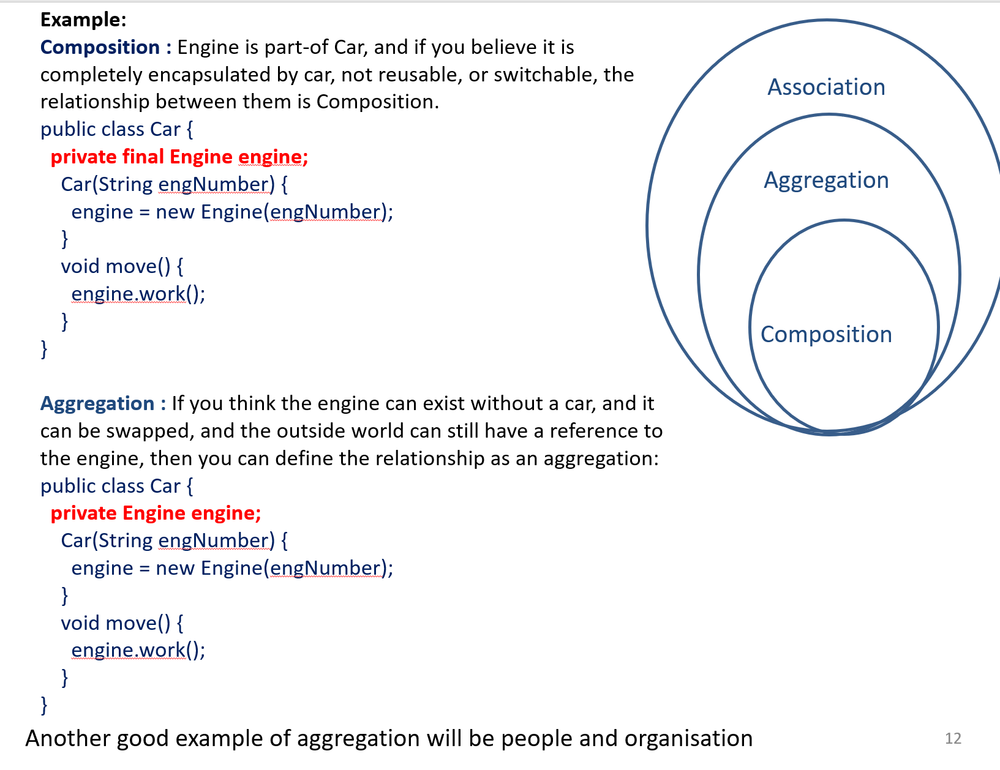 Example:
Composition : Engine is part-of Car, and if you believe it is
completely encapsulated by car, not reusable, or switchable, the
relationship between them is Composition.
public class Car {
private final Engine engine;
Car(String engNumber) {
engine = new Engine(engNumber);
}
void move() {
engine.work();
}
}
Aggregation : If you think the engine can exist without a car, and it
can be swapped, and the outside world can still have a reference to
the engine, then you can define the relationship as an aggregation:
public class Car {
private Engine engine;
Car(String engNumber) {
engine = new Engine(engNumber);
}
void move() {
engine.work();
}
}
Another good example of aggregation will be people and organisation
Association
Aggregation
Composition
12